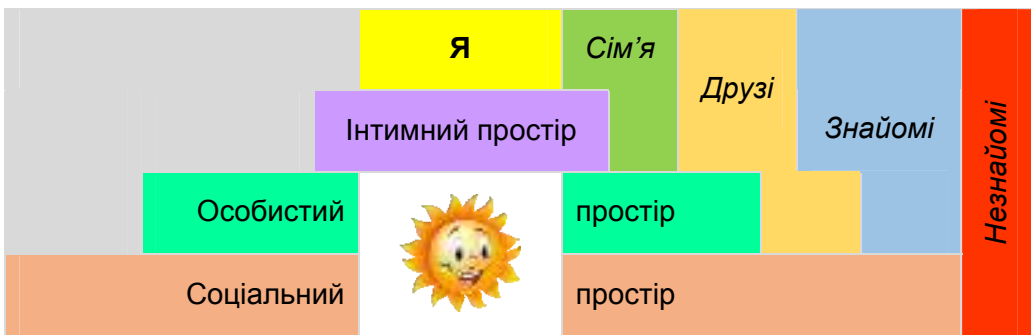 Я
Сім’я
Друзі
Інтимний простір
Знайомі
Незнайомі
Особистий простір
Соціальний простір